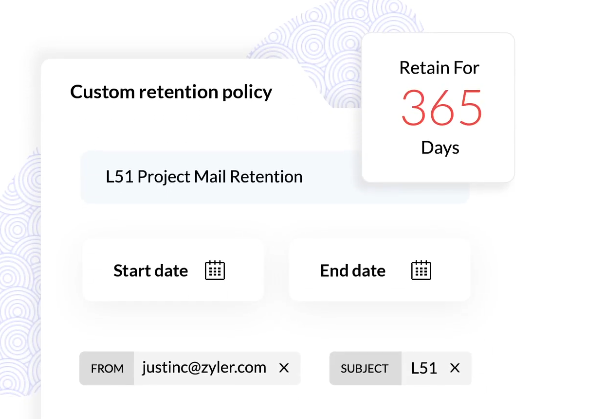 Retain For
365
Days
Custom retention policy
L51 Project Mail Retention
Start date
End date
FROM justinc@zyler.com ×
SUBJECT L51 ×